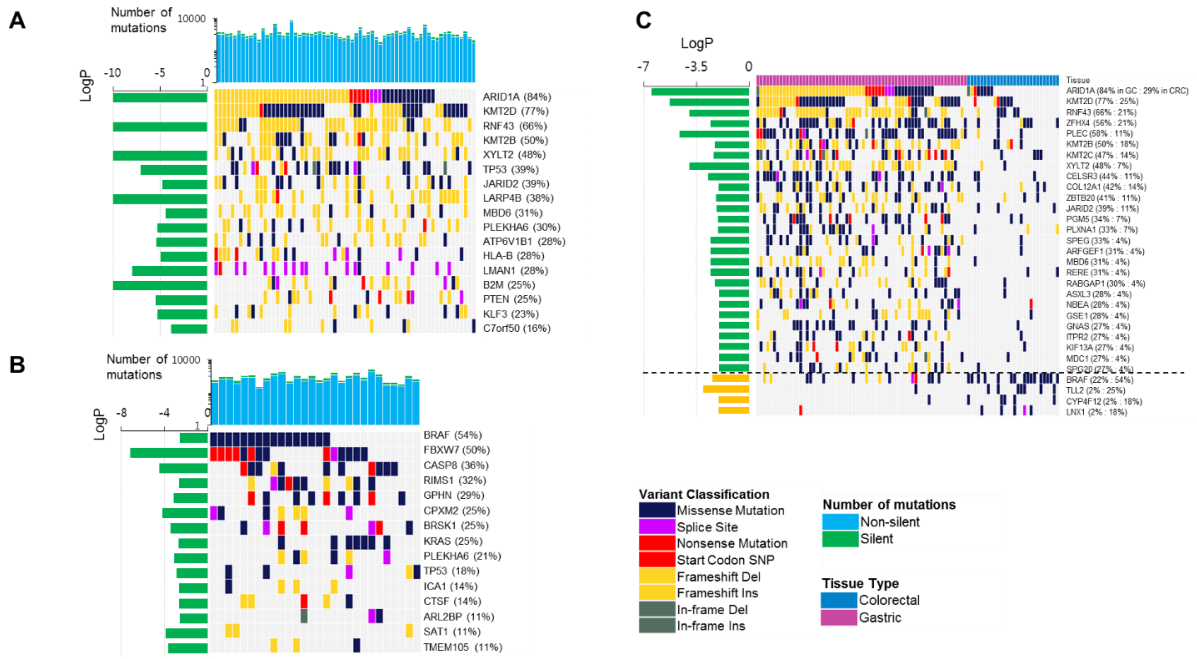 A
Number of
mutations
10000
1
LogP
-10
-5
0
ARID1A (84%)
KMT2D (77%)
RNF43 (66%)
KMT2B (50%)
XYLT2 (48%)
TP53 (39%)
JARID2 (39%)
LARP4B (38%)
MBD6 (31%)
PLEKHA6 (30%)
ATP6V1B1 (28%)
HLA-B (28%)
LMAN1 (28%)
B2M (25%)
PTEN (25%)
KLF3 (23%)
C7orf50 (16%)
B
Number of
mutations
10000
1
LogP
-8
-4
0
BRAF (54%)
FBXW7 (50%)
CASP8 (36%)
RIMS1 (32%)
GPHN (29%)
CPXM2 (25%)
BRSK1 (25%)
KRAS (25%)
PLEKHA6 (21%)
TP53 (18%)
ICA1 (14%)
CTSF (14%)
ARL2BP (11%)
SAT1 (11%)
TMEM105 (11%)
C
LogP
-7
-3.5
0
Tissue
ARID1A (84% in GC : 29% in CRC)
KMT2D (77% : 25%)
RNF43 (66% : 21%)
ZFHX4 (56% : 21%)
PLEC (58% : 11%)
KMT2B (50% : 18%)
KMT2C (47% : 14%)
XYLT2 (48% : 7%)
CELSR3 (44% : 11%)
COL12A1 (42% : 14%)
ZBTB20 (41% : 11%)
JARID2 (39% : 11%)
PGM5 (34% : 7%)
PLXNA1 (33% : 7%)
SPEG (33% : 4%)
ARFGEF1 (31% : 4%)
MBD6 (31% : 4%)
RERE (31% : 4%)
RABGAP1 (30% : 4%)
ASXL3 (28% : 4%)
NBEA (28% : 4%)
GSE1 (28% : 4%)
GNAS (27% : 4%)
ITPR2 (27% : 4%)
KIF13A (27% : 4%)
MDC1 (27% : 4%)
SPG20 (27% : 4%)
BRAF (22% : 54%)
TLL2 (2% : 25%)
CYP4F12 (2% : 18%)
LNX1 (2% : 18%)
Variant Classification
Missense Mutation
Splice Site
Nonsense Mutation
Start Codon SNP
Frameshift Del
Frameshift Ins
In-frame Del
In-frame Ins
Number of mutations
Non-silent
Silent
Tissue Type
Colorectal
Gastric